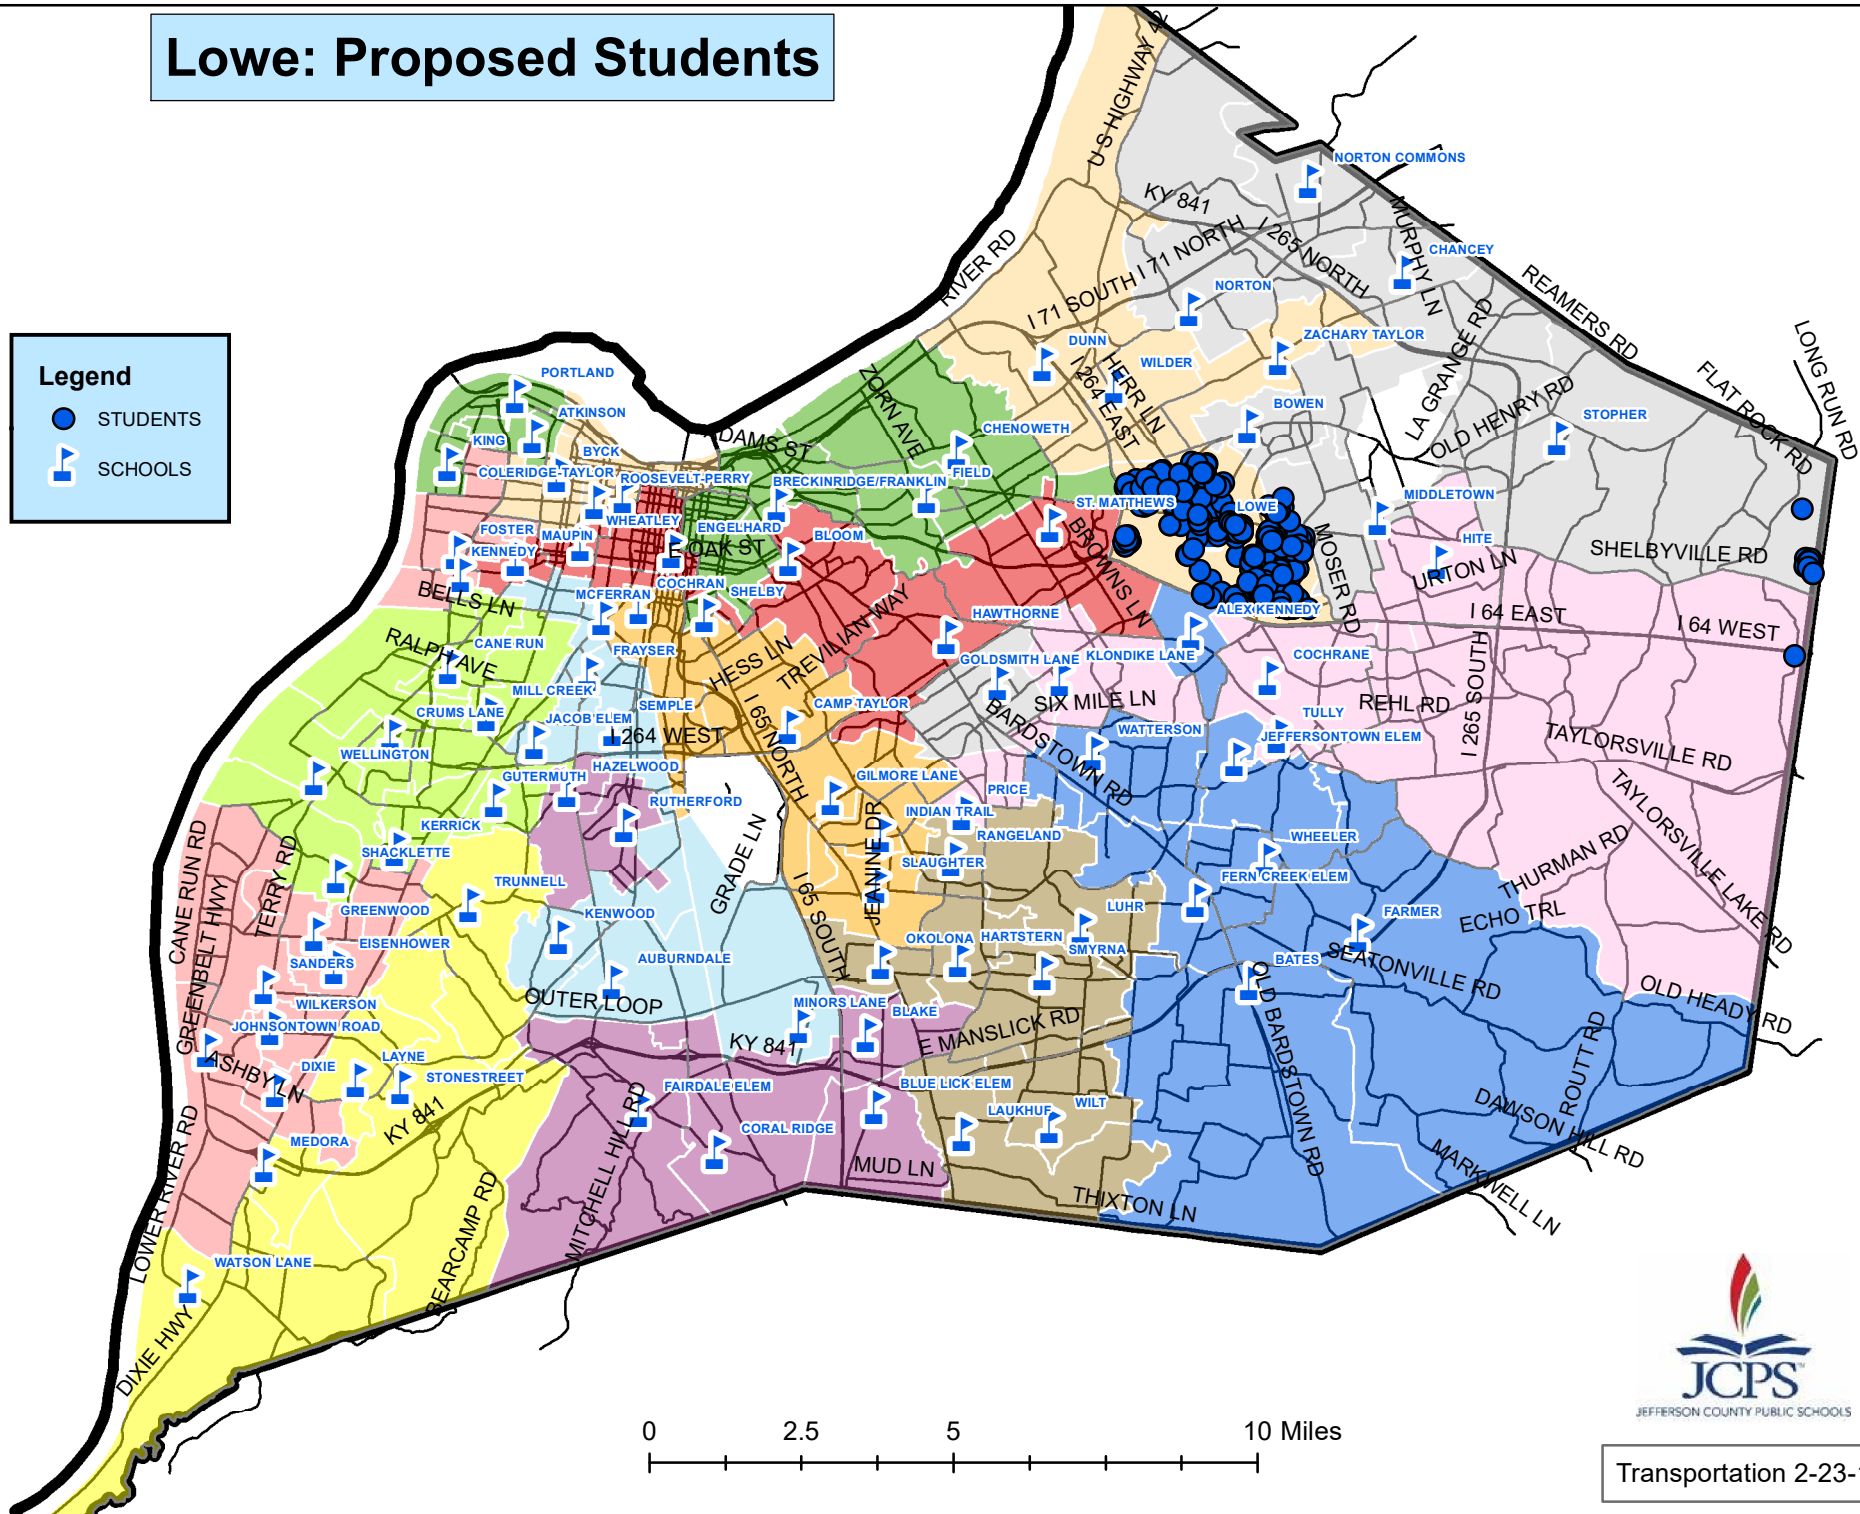 Lowe: Proposed Students
U S HIGHWAY 42
NORTON COMMONS
KY 841
MURPHY LN
I 71 NORTH
I 265 NORTH
CHANCEY
RIVER RD
I 71 SOUTH
NORTON
REAMERS RD
LONG RUN RD
Legend
STUDENTS
SCHOOLS
DUNN
HERR LN
WILDER
ZACHARY TAYLOR
LA GRANGE RD
FLAT ROCK RD
PORTLAND
ZORN AVE
I 264 EAST
BOWEN
OLD HENRY RD
STOPHER
ATKINSON
KING
BYCK
ADAMS ST
CHENOWETH
COLERIDGE-TAYLOR
ROOSEVELT-PERRY
BRECKINRIDGE/FRANKLIN
FIELD
MIDDLETOWN
ST. MATTHEWS
LOWE
FOSTER
MAUPIN
WHEATLEY
ENGELHARD
BLOOM
BROWNS LN
MOSER RD
HITE
KENNEDY
E OAK ST
SHELBYVILLE RD
URTON LN
BELLS LN
MCFERRAN
COCHRAN
SHELBY
HAWTHORNE
ALEX KENNEDY
I 64 EAST
I 64 WEST
RALPH AVE
CANE RUN
FRAYSER
HESS LN
TREVILIAN WAY
GOLDSMITH LANE
KLONDIKE LANE
COCHRANE
I 265 SOUTH
MILL CREEK
SEMPLE
I 65 NORTH
CAMP TAYLOR
BARDSTOWN RD
SIX MILE LN
REHL RD
CRUMS LANE
JACOB ELEM
I 264 WEST
WATTERSON
TULLY
JEFFERSONTOWN ELEM
TAYLORSVILLE RD
WELLINGTON
GUTERMUTH
HAZELWOOD
GILMORE LANE
PRICE
TAYLORSVILLE LAKE RD
RUTHERFORD
INDIAN TRAIL
KERRICK
RANGELAND
WHEELER
THURMAN RD
CANE RUN RD
TERRY RD
SHACKLETTE
GRADE LN
JEANINE DR
SLAUGHTER
TRUNNELL
FERN CREEK ELEM
GREENBELT HWY
GREENWOOD
KENWOOD
I 65 SOUTH
LUHR
FARMER
ECHO TRL
EISENHOWER
OKOLONA
HARTSTERN
SMYRNA
SANDERS
AUBURNDALE
BATES
SEATONVILLE RD
OLD HEADY RD
WILKERSON
OUTER LOOP
MINORS LANE
BLAKE
JOHNSONTOWN ROAD
KY 841
E MANSLICK RD
OLD BARDSTOWN RD
ROUTT RD
ASHBY LN
DIXIE
LAYNE
STONESTREET
FAIRDALE ELEM
BLUE LICK ELEM
LAUKHUF
WILT
DAWSON HILL RD
KY 841
MEDORA
CORAL RIDGE
MUD LN
MARKWELL LN
LOWER RIVER RD
BEARCAMP RD
MITCHELL HILL RD
THIXTON LN
WATSON LANE
DIXIE HWY
JCPS
JEFFERSON COUNTY PUBLIC SCHOOLS
0 2.5 5 10 Miles
Transportation 2-23-